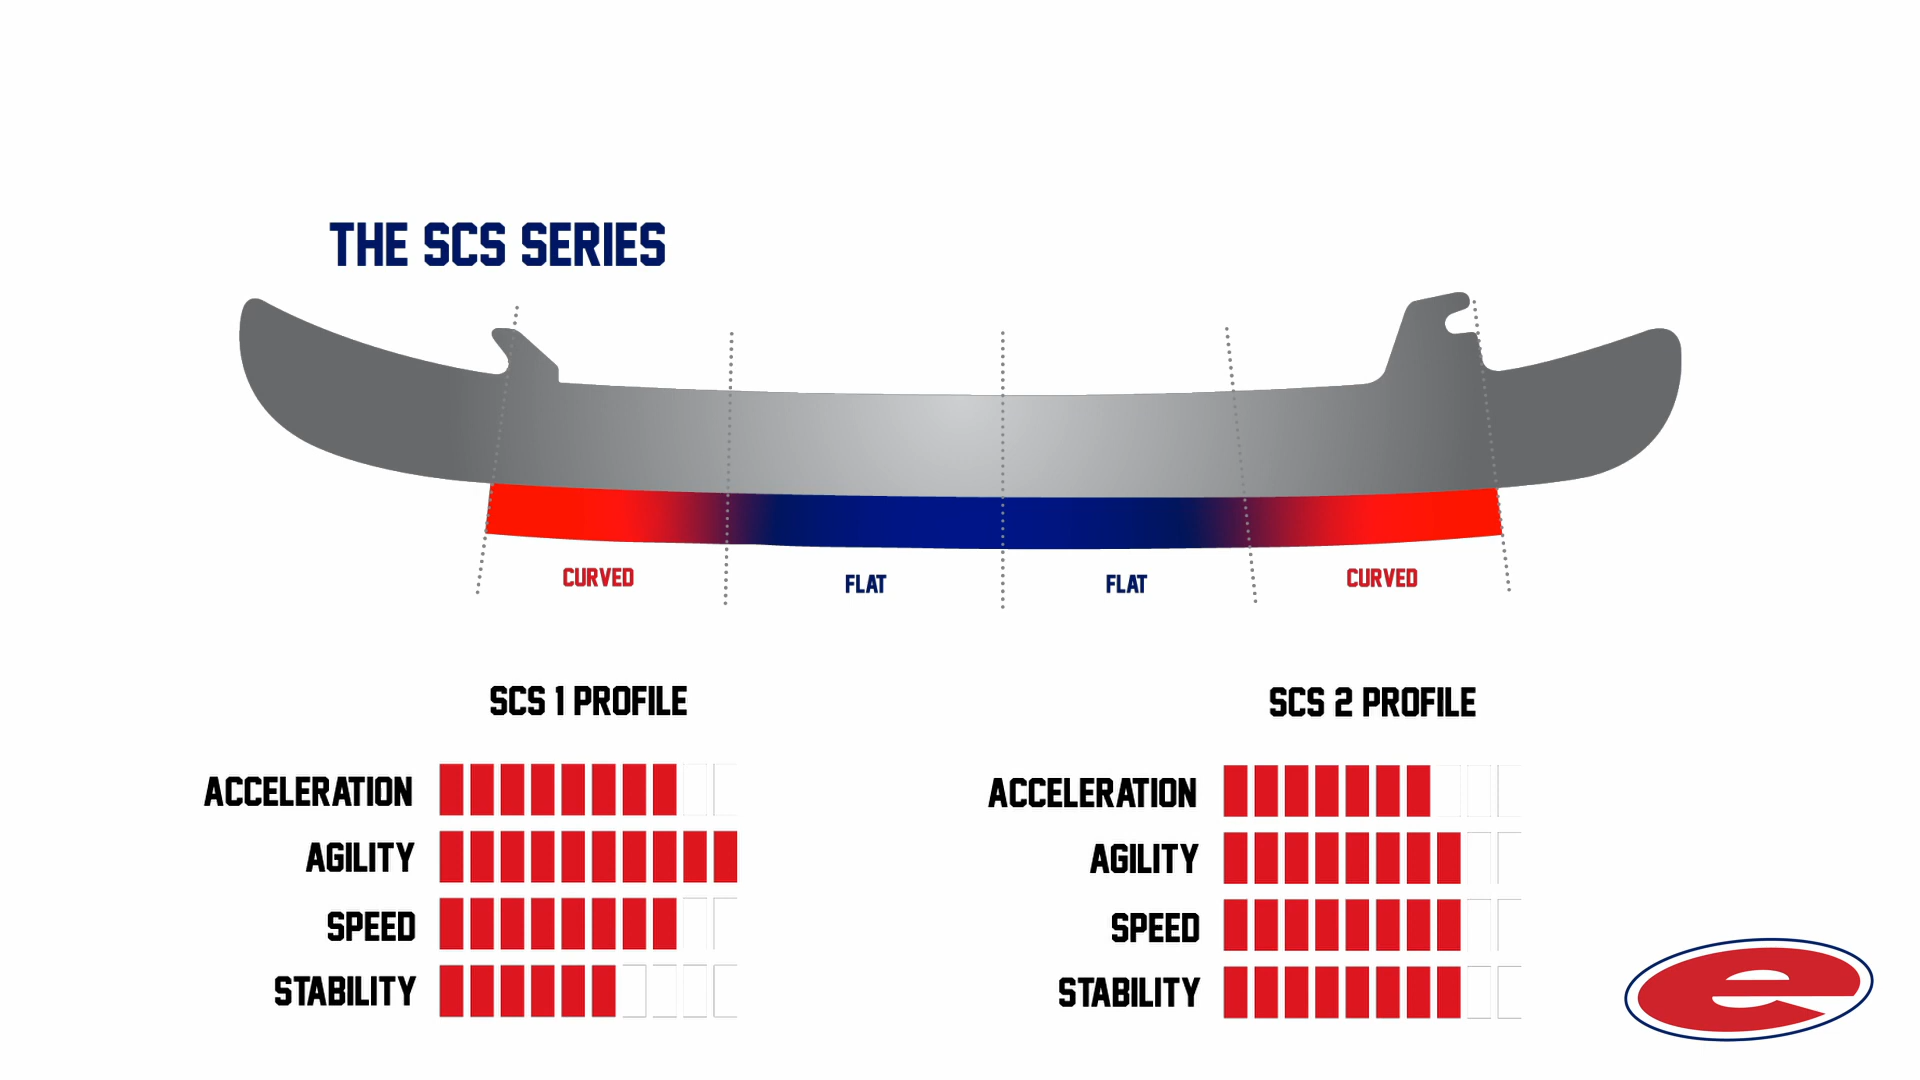 THE SCS SERIES
CURVED
FLAT
FLAT
CURVED
SCS 1 PROFILE
ACCELERATION
AGILITY
SPEED
STABILITY
SCS 2 PROFILE
ACCELERATION
AGILITY
SPEED
STABILITY
e